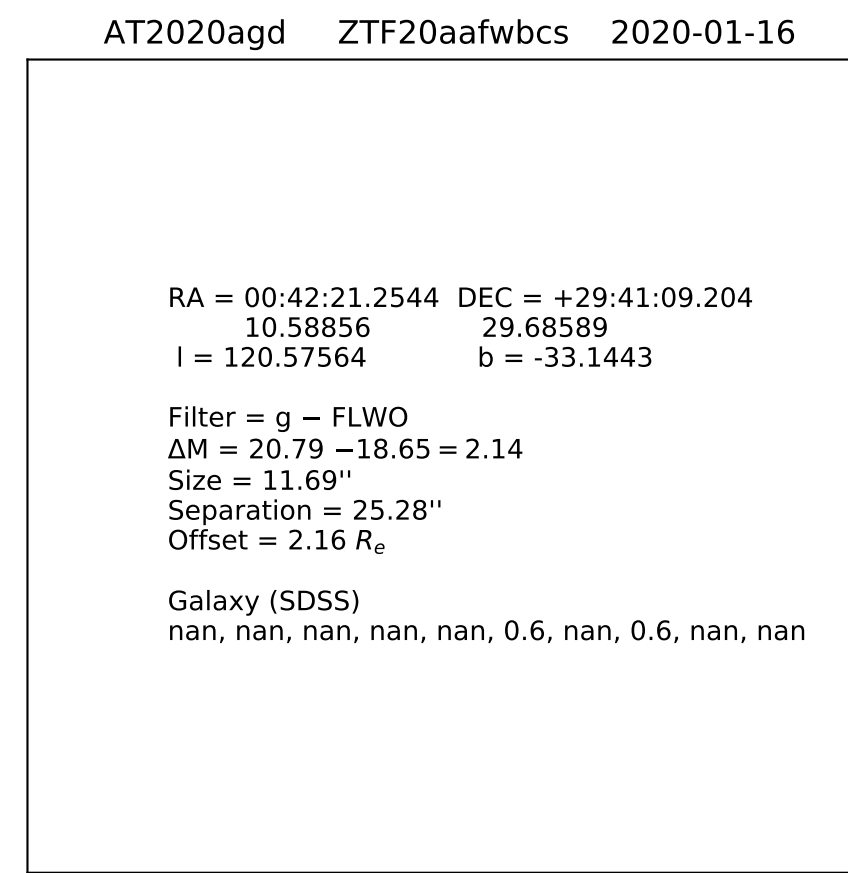 AT2020agd ZTF20aafwbcs 2020-01-16
RA = 00:42:21.2544 DEC = +29:41:09.204
10.58856 29.68589
l = 120.57564 b = -33.1443
Filter = g − FLWO
ΔM = 20.79 −18.65 = 2.14
Size = 11.69''
Separation = 25.28''
Offset = 2.16 Rₑ
Galaxy (SDSS)
nan, nan, nan, nan, nan, 0.6, nan, 0.6, nan, nan